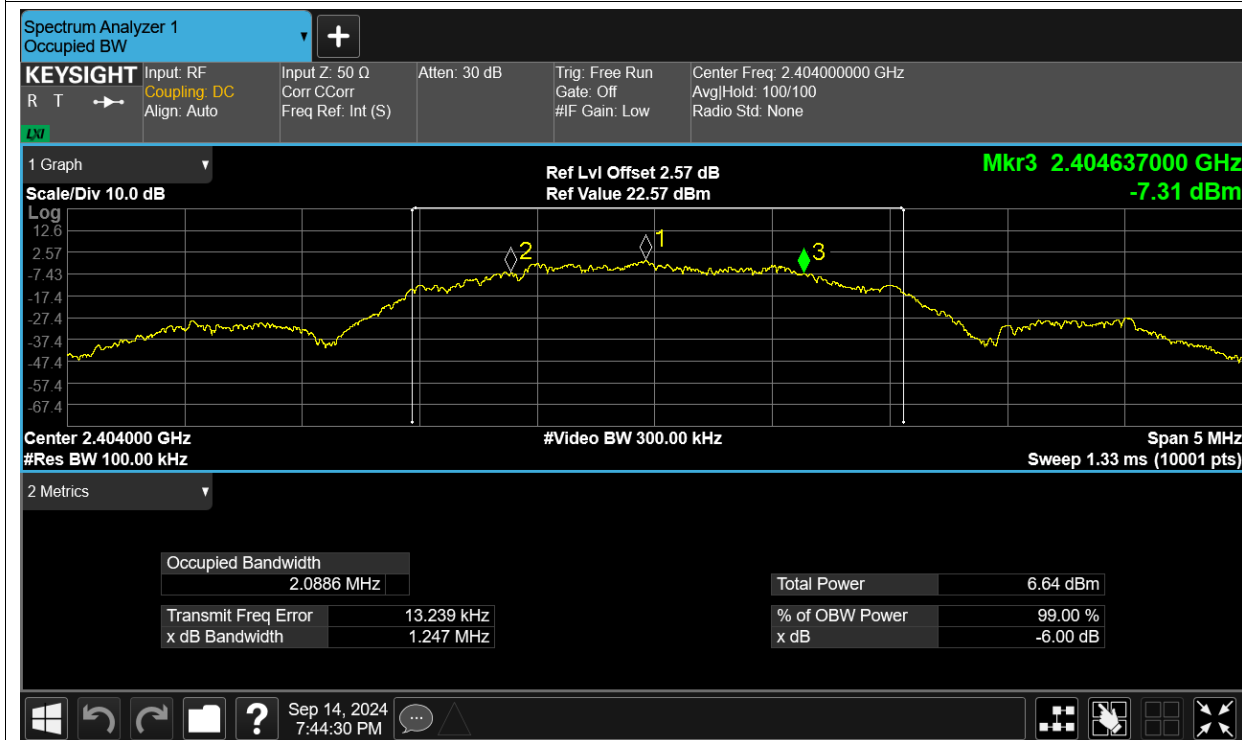 Spectrum Analyzer 1
Occupied BW
KEYSIGHT
R T
LXI
Input: RF
Coupling: DC
Align: Auto
Input Z: 50 Ω
Corr CCorr
Freq Ref: Int (S)
Atten: 30 dB
Trig: Free Run
Gate: Off
#IF Gain: Low
Center Freq: 2.404000000 GHz
Avg|Hold: 100/100
Radio Std: None
1 Graph
Scale/Div 10.0 dB
Ref Lvl Offset 2.57 dB
Ref Value 22.57 dBm
Mkr3 2.404637000 GHz
-7.31 dBm
Log
12.6
2.57
-7.43
-17.4
-27.4
-37.4
-47.4
-57.4
-67.4
2
1
3
Center 2.404000 GHz
#Res BW 100.00 kHz
#Video BW 300.00 kHz
Span 5 MHz
Sweep 1.33 ms (10001 pts)
2 Metrics
Occupied Bandwidth
2.0886 MHz
Transmit Freq Error 13.239 kHz
x dB Bandwidth 1.247 MHz
Total Power 6.64 dBm
% of OBW Power 99.00 %
x dB -6.00 dB
?
Sep 14, 2024
7:44:30 PM